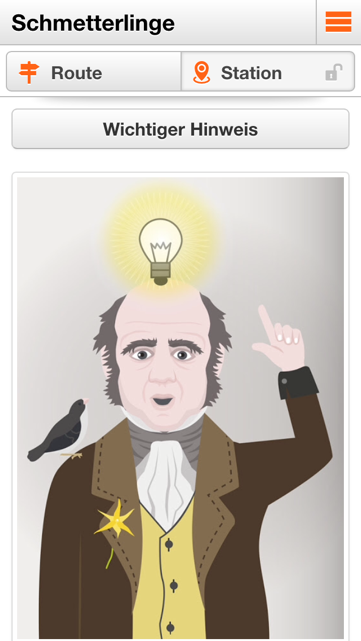 Schmetterlinge
Route
Station
Wichtiger Hinweis